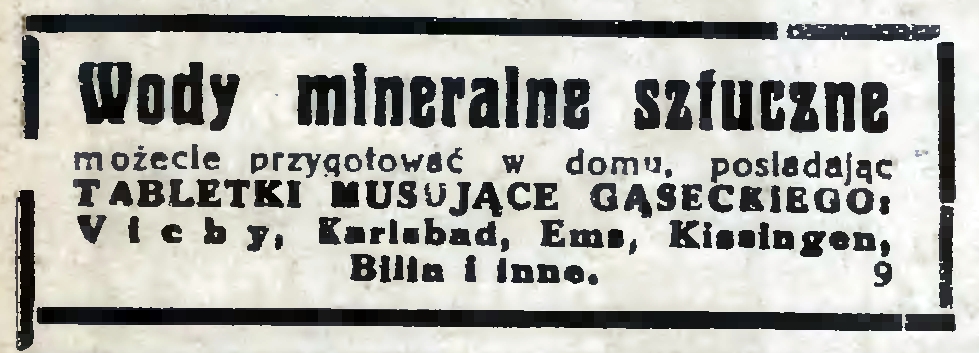 Wody mineralne sztuczne
możecie przygotować w domu, posiadając
TABLETKI MUSUJĄCE GĄSECKIEGO:
Vichy, Karlsbad, Ems, Kissingen,
Bilin i inne. 9